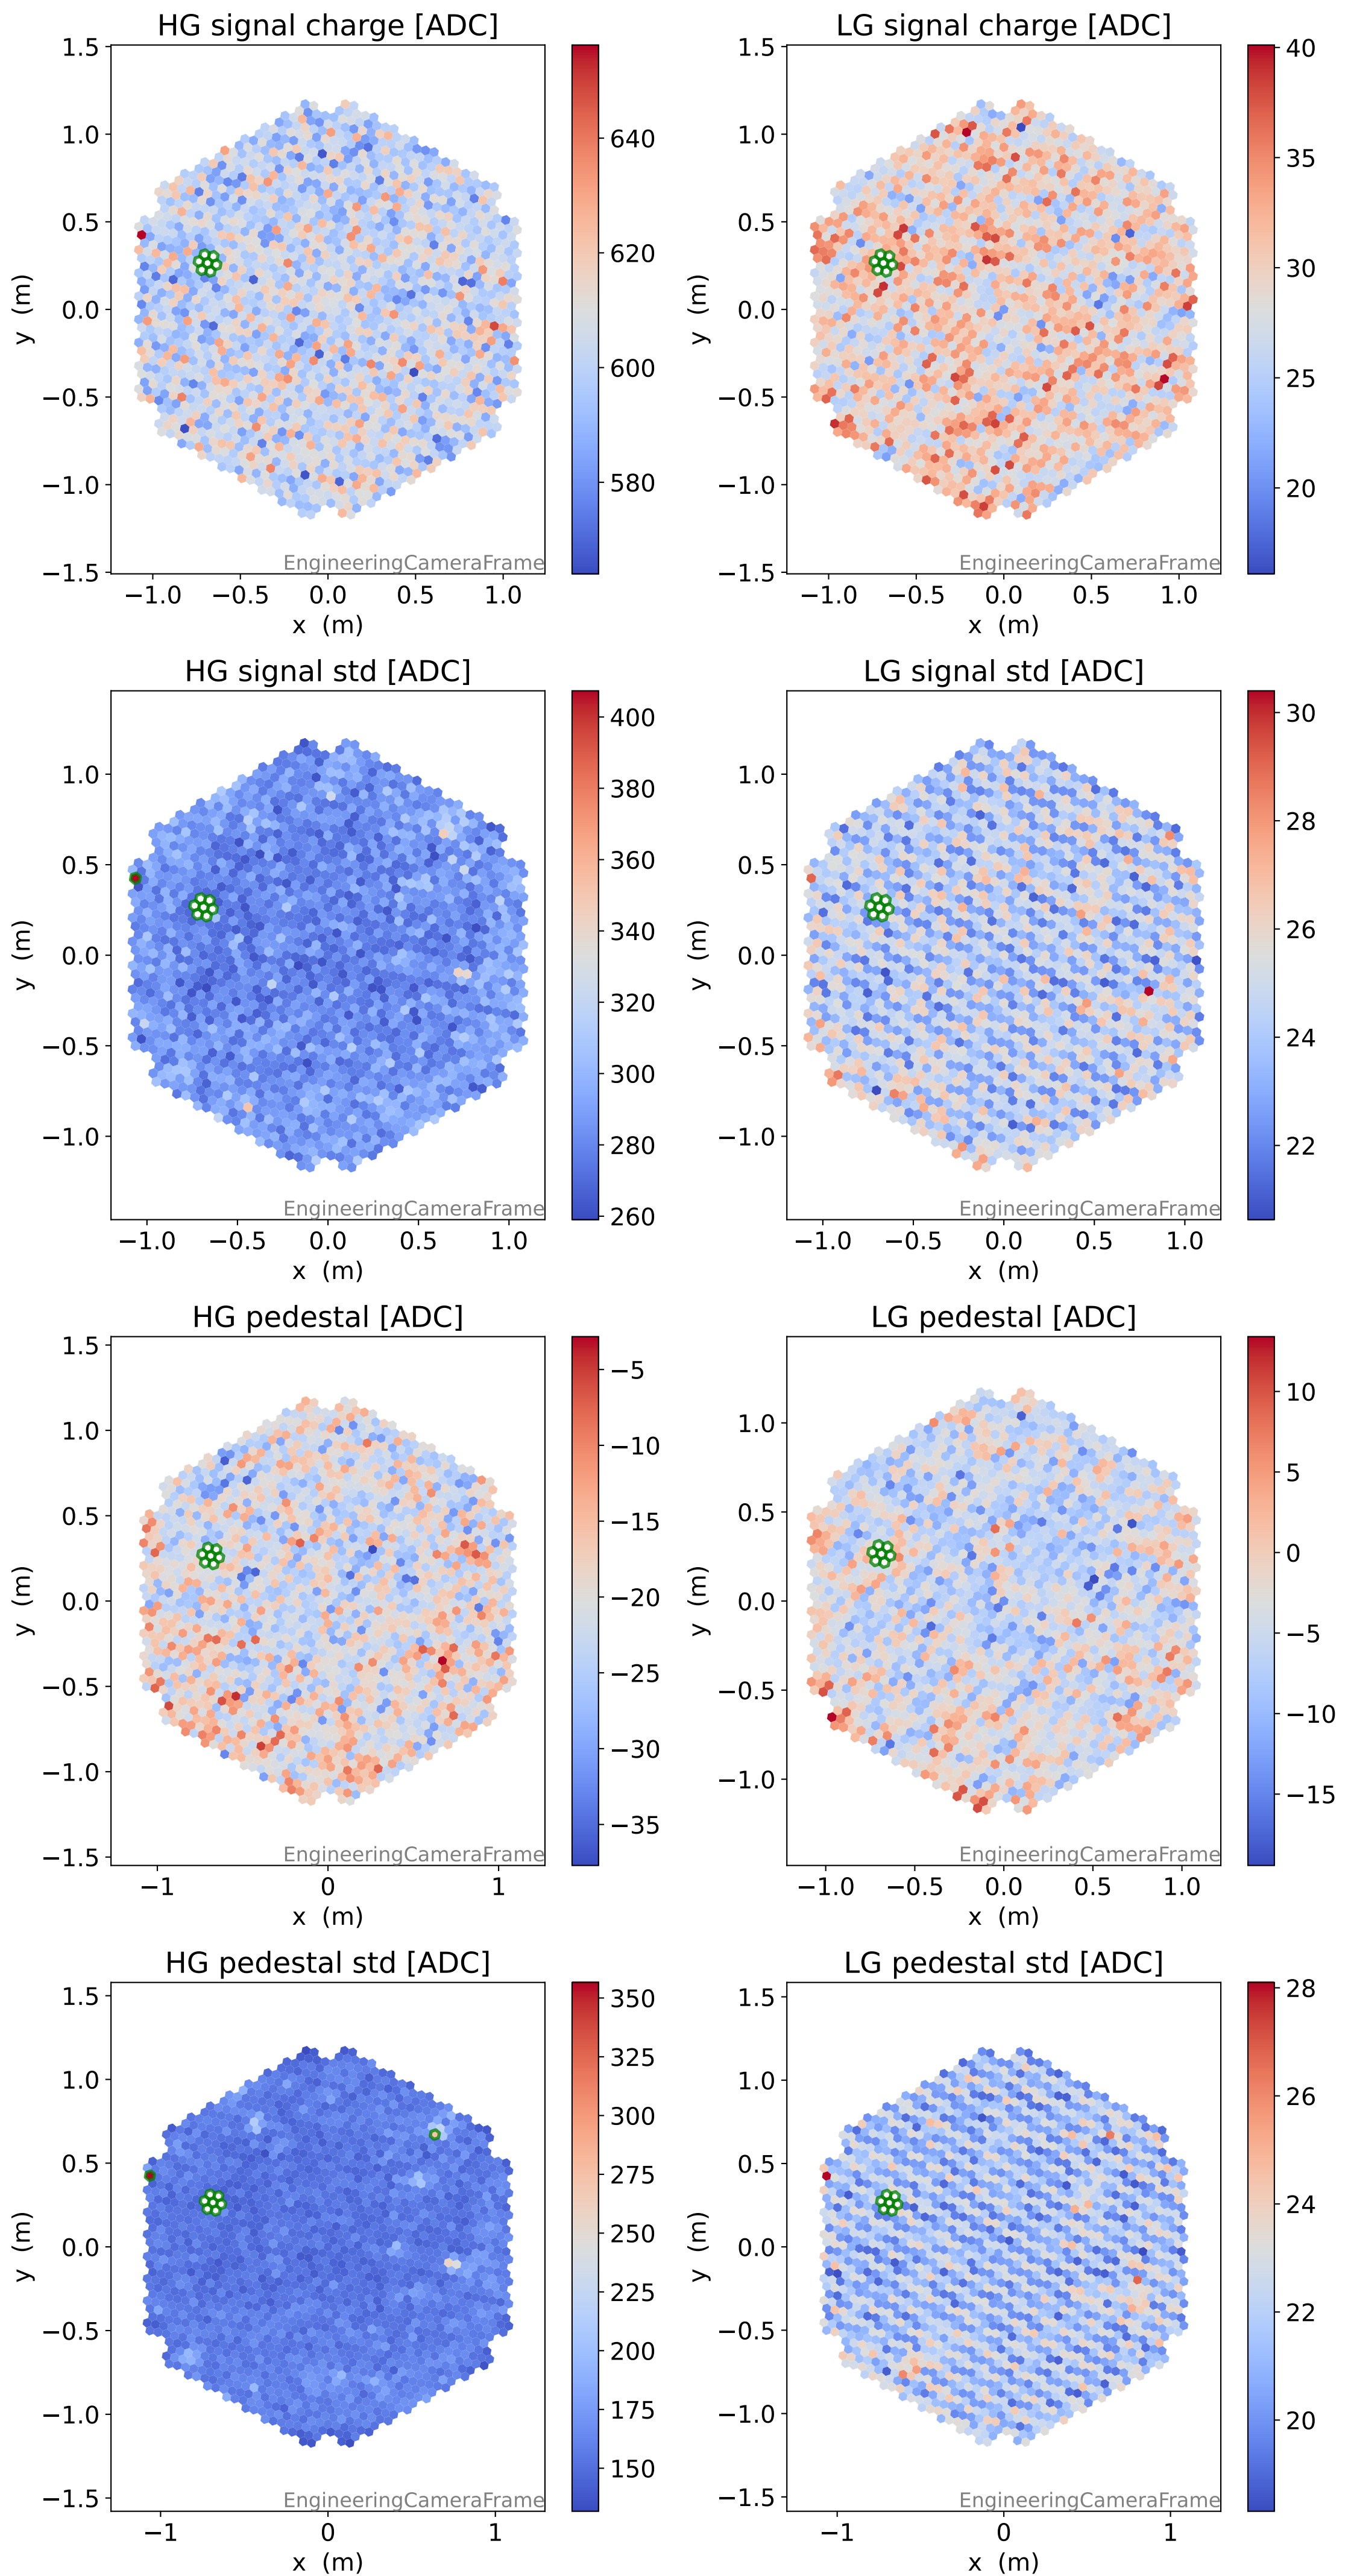 HG signal charge [ADC]
1.5
1.0
0.5
0.0
−0.5
−1.0
−1.5
y (m)
−1.0 −0.5 0.0 0.5 1.0
x (m)
EngineeringCameraFrame
640
620
600
580
LG signal charge [ADC]
1.5
1.0
0.5
0.0
−0.5
−1.0
−1.5
y (m)
−1.0 −0.5 0.0 0.5 1.0
x (m)
EngineeringCameraFrame
40
35
30
25
20
HG signal std [ADC]
1.0
0.5
0.0
−0.5
−1.0
y (m)
−1.0 −0.5 0.0 0.5 1.0
x (m)
EngineeringCameraFrame
400
380
360
340
320
300
280
260
LG signal std [ADC]
1.0
0.5
0.0
−0.5
−1.0
y (m)
−1.0 −0.5 0.0 0.5 1.0
x (m)
EngineeringCameraFrame
30
28
26
24
22
HG pedestal [ADC]
1.5
1.0
0.5
0.0
−0.5
−1.0
−1.5
y (m)
−1 0 1
x (m)
EngineeringCameraFrame
−5
−10
−15
−20
−25
−30
−35
LG pedestal [ADC]
1.0
0.5
0.0
−0.5
−1.0
y (m)
−1.0 −0.5 0.0 0.5 1.0
x (m)
EngineeringCameraFrame
10
5
0
−5
−10
−15
HG pedestal std [ADC]
1.5
1.0
0.5
0.0
−0.5
−1.0
−1.5
y (m)
−1 0 1
x (m)
EngineeringCameraFrame
350
325
300
275
250
225
200
175
150
LG pedestal std [ADC]
1.5
1.0
0.5
0.0
−0.5
−1.0
−1.5
y (m)
−1 0 1
x (m)
EngineeringCameraFrame
28
26
24
22
20